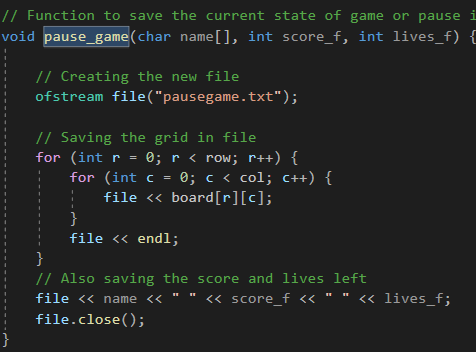 // Function to save the current state of game or pause i
void pause_game(char name[], int score_f, int lives_f) {
// Creating the new file
ofstream file("pausegame.txt");
// Saving the grid in file
for (int r = 0; r < row; r++) {
for (int c = 0; c < col; c++) {
file << board[r][c];
}
file << endl;
}
// Also saving the score and lives left
file << name << " " << score_f << " " << lives_f;
file.close();
}